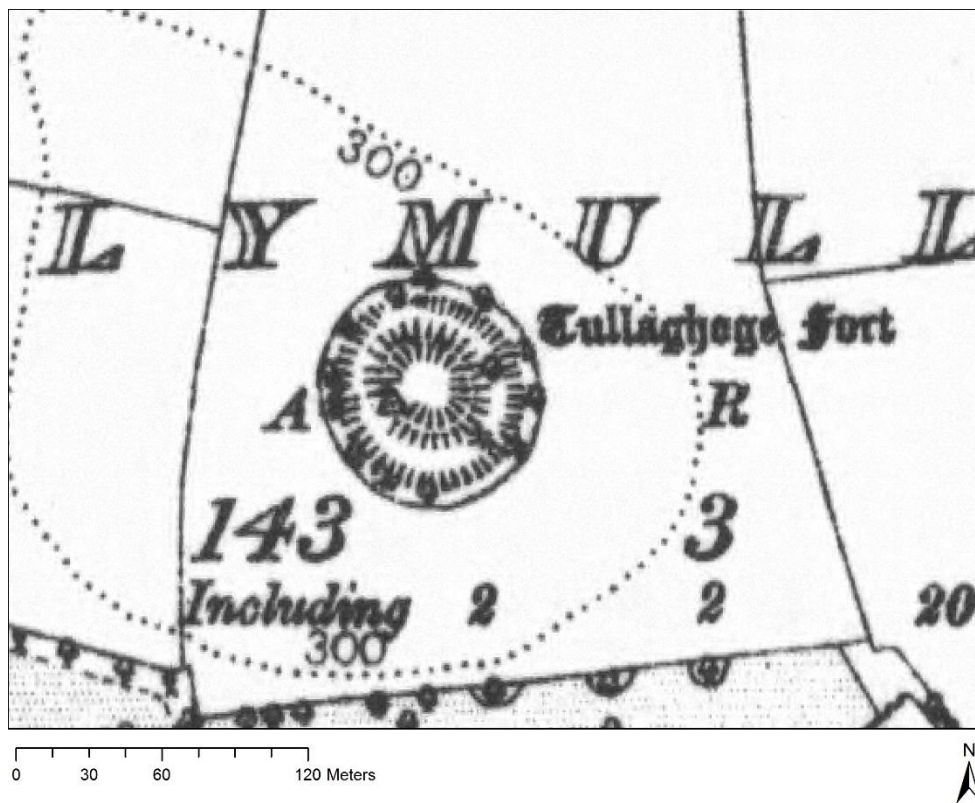 300
L Y M U L L
Tullaghoge Fort
A R
143 3
Including 2 2 20
300
0 30 60 120 Meters
N